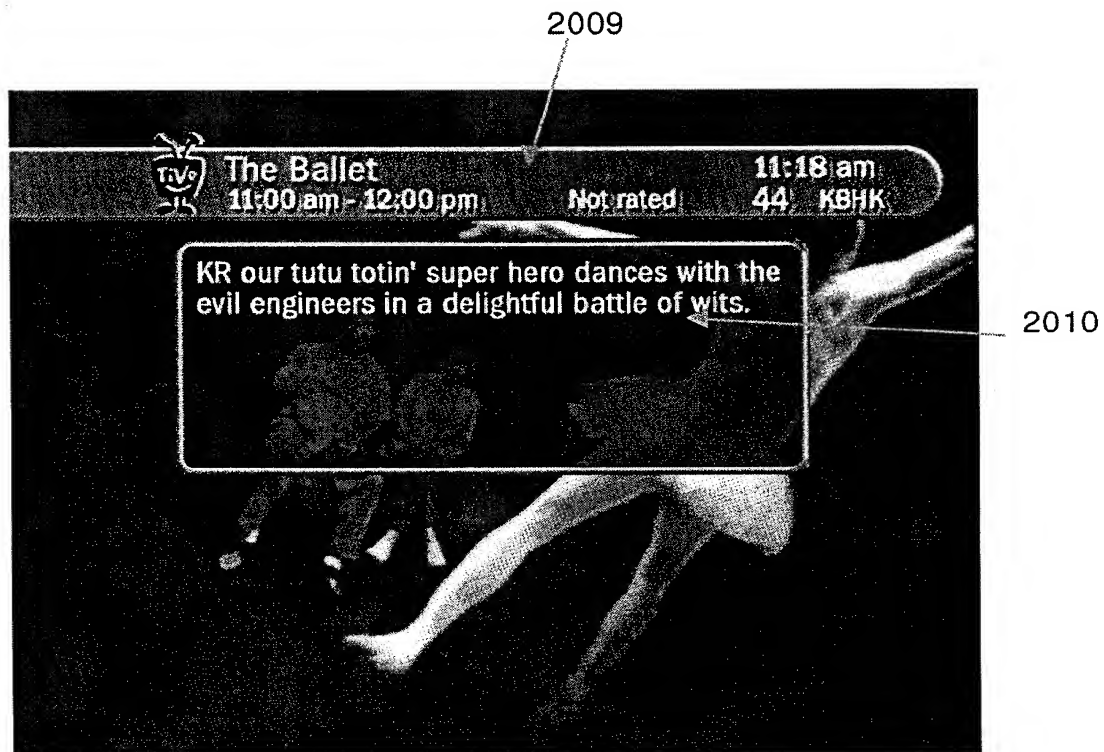 2009
TiVo The Ballet 11:18 am
11:00 am - 12:00 pm Not rated 44 KBHK
KR our tutu totin' super hero dances with the
evil engineers in a delightful battle of wits.
2010